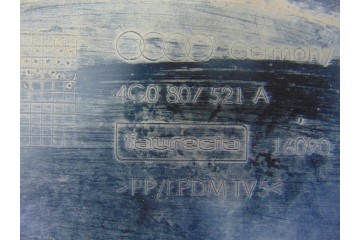 Germany
4G0 807 521 A
faurecia 14090
>PP/EPDM TV5<